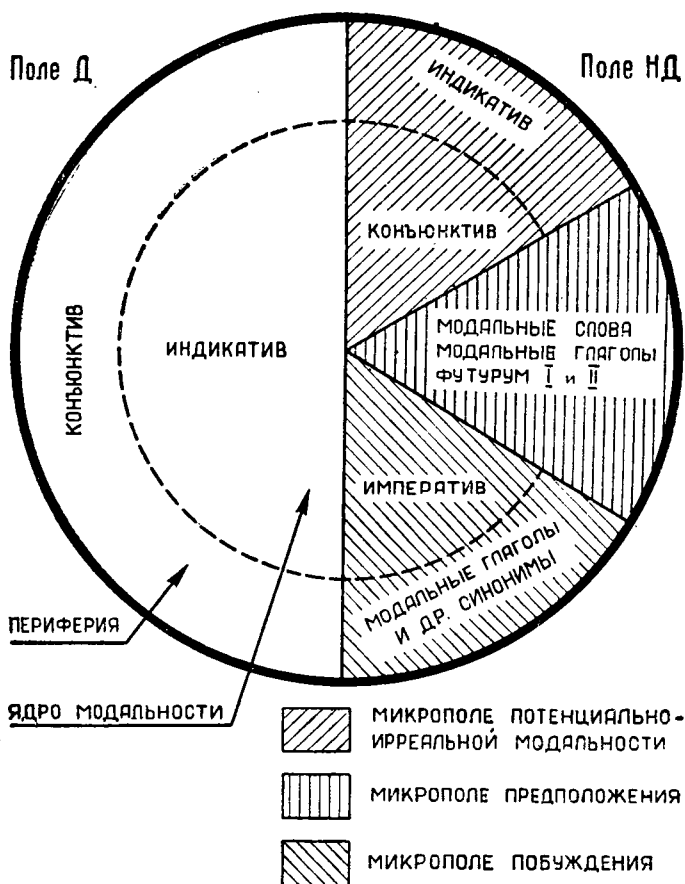 Поле Д
Поле НД
ИНДИКАТИВ
КОНЪЮНКТИВ
МОДАЛЬНЫЕ СЛОВА
МОДАЛЬНЫЕ ГЛАГОЛЫ
ФУТУРУМ I и II
КОНЪЮНКТИВ
ИНДИКАТИВ
ИМПЕРАТИВ
МОДАЛЬНЫЕ ГЛАГОЛЫ
И ДР. СИНОНИМЫ
ПЕРИФЕРИЯ
ЯДРО МОДАЛЬНОСТИ
МИКРОПОЛЕ ПОТЕНЦИАЛЬНО-
ИРРЕАЛЬНОЙ МОДАЛЬНОСТИ
МИКРОПОЛЕ ПРЕДПОЛОЖЕНИЯ
МИКРОПОЛЕ ПОБУЖДЕНИЯ